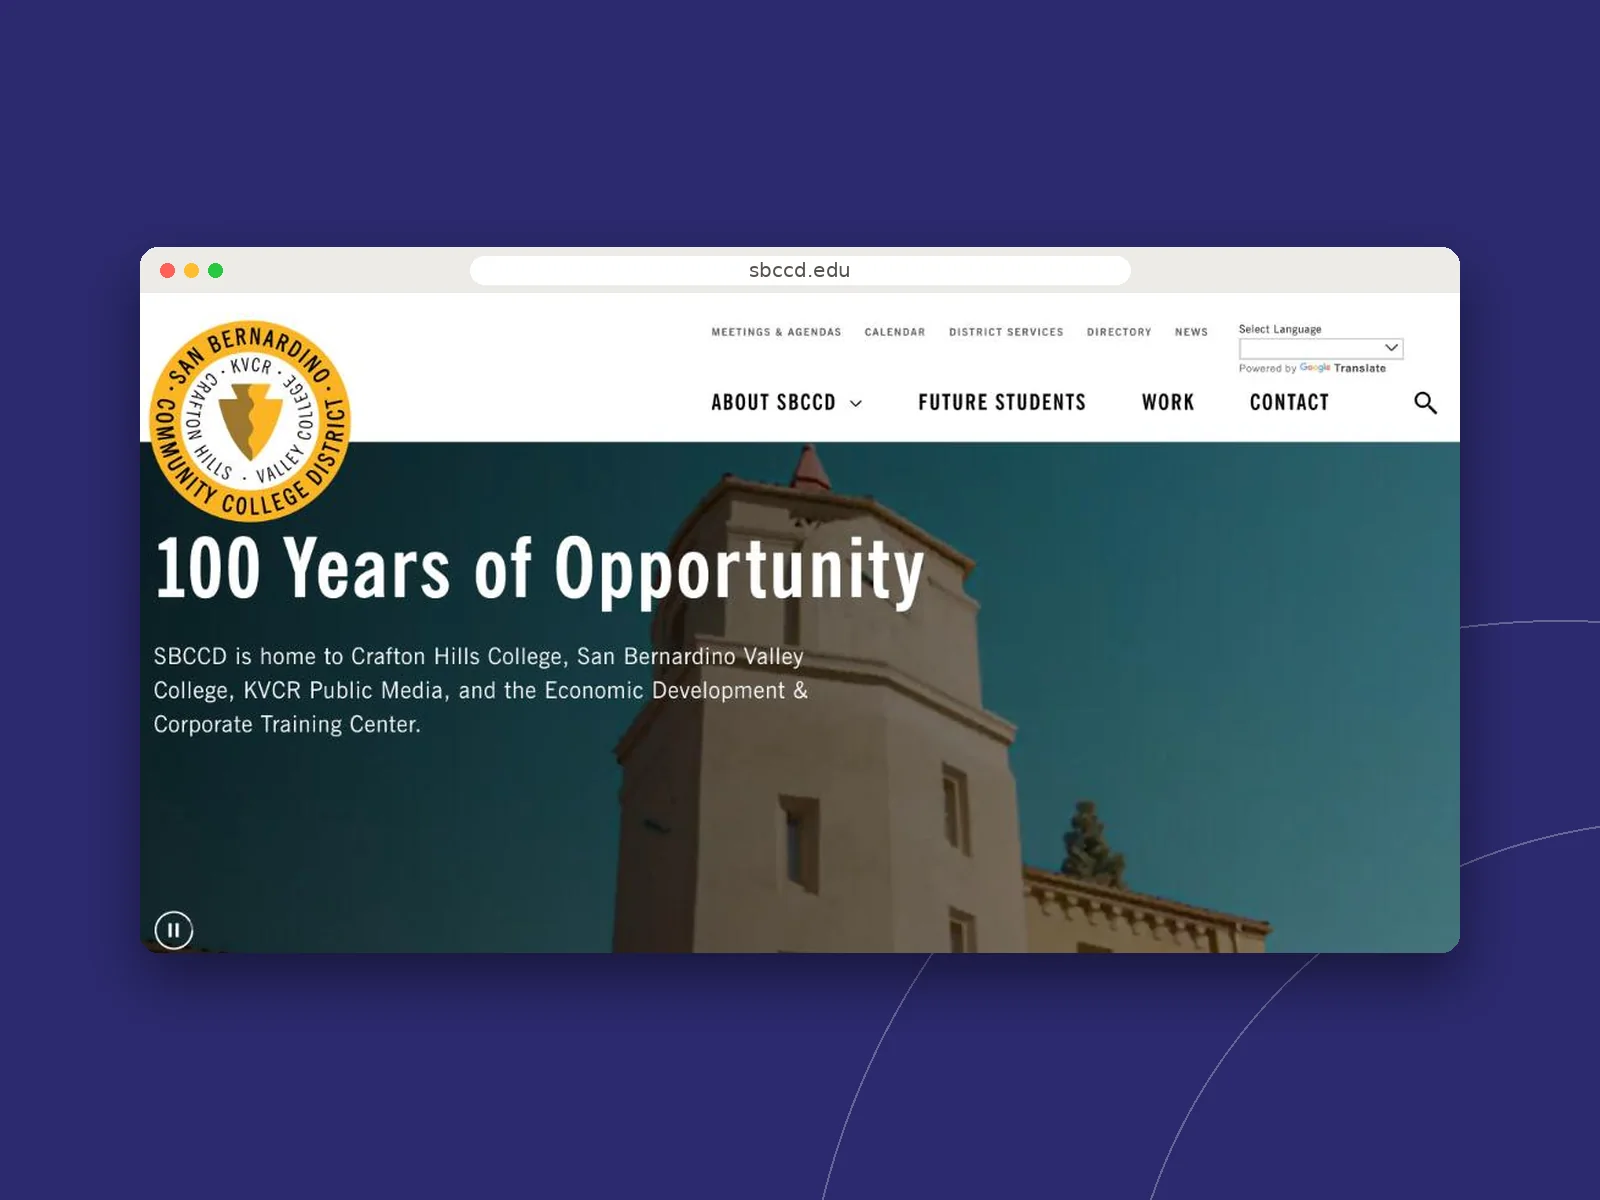 sbccd.edu
SAN BERNARDINO · COMMUNITY COLLEGE DISTRICT ·
· KVCR · VALLEY COLLEGE · CRAFTON HILLS
MEETINGS & AGENDAS CALENDAR DISTRICT SERVICES DIRECTORY NEWS
Select Language
Powered by Google Translate
ABOUT SBCCD FUTURE STUDENTS WORK CONTACT
100 Years of Opportunity
SBCCD is home to Crafton Hills College, San Bernardino Valley
College, KVCR Public Media, and the Economic Development &
Corporate Training Center.